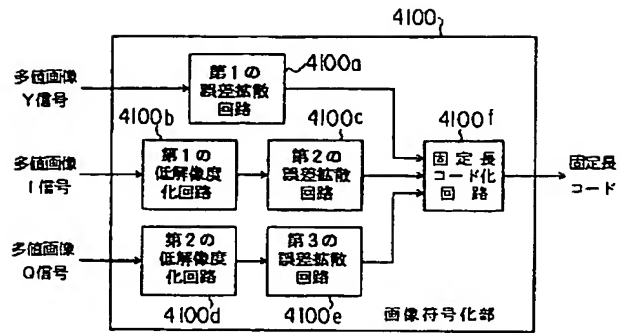 4100
多値画像
Y信号
第1の
誤差拡散
回路
4100a
4100b
4100c
4100f
多値画像
I信号
第1の
低解像度
化回路
第2の
誤差拡散
回路
固定長
コード化
回路
固定長
コード
多値画像
Q信号
第2の
低解像度
化回路
第3の
誤差拡散
回路
4100d
4100e
画像符号化部